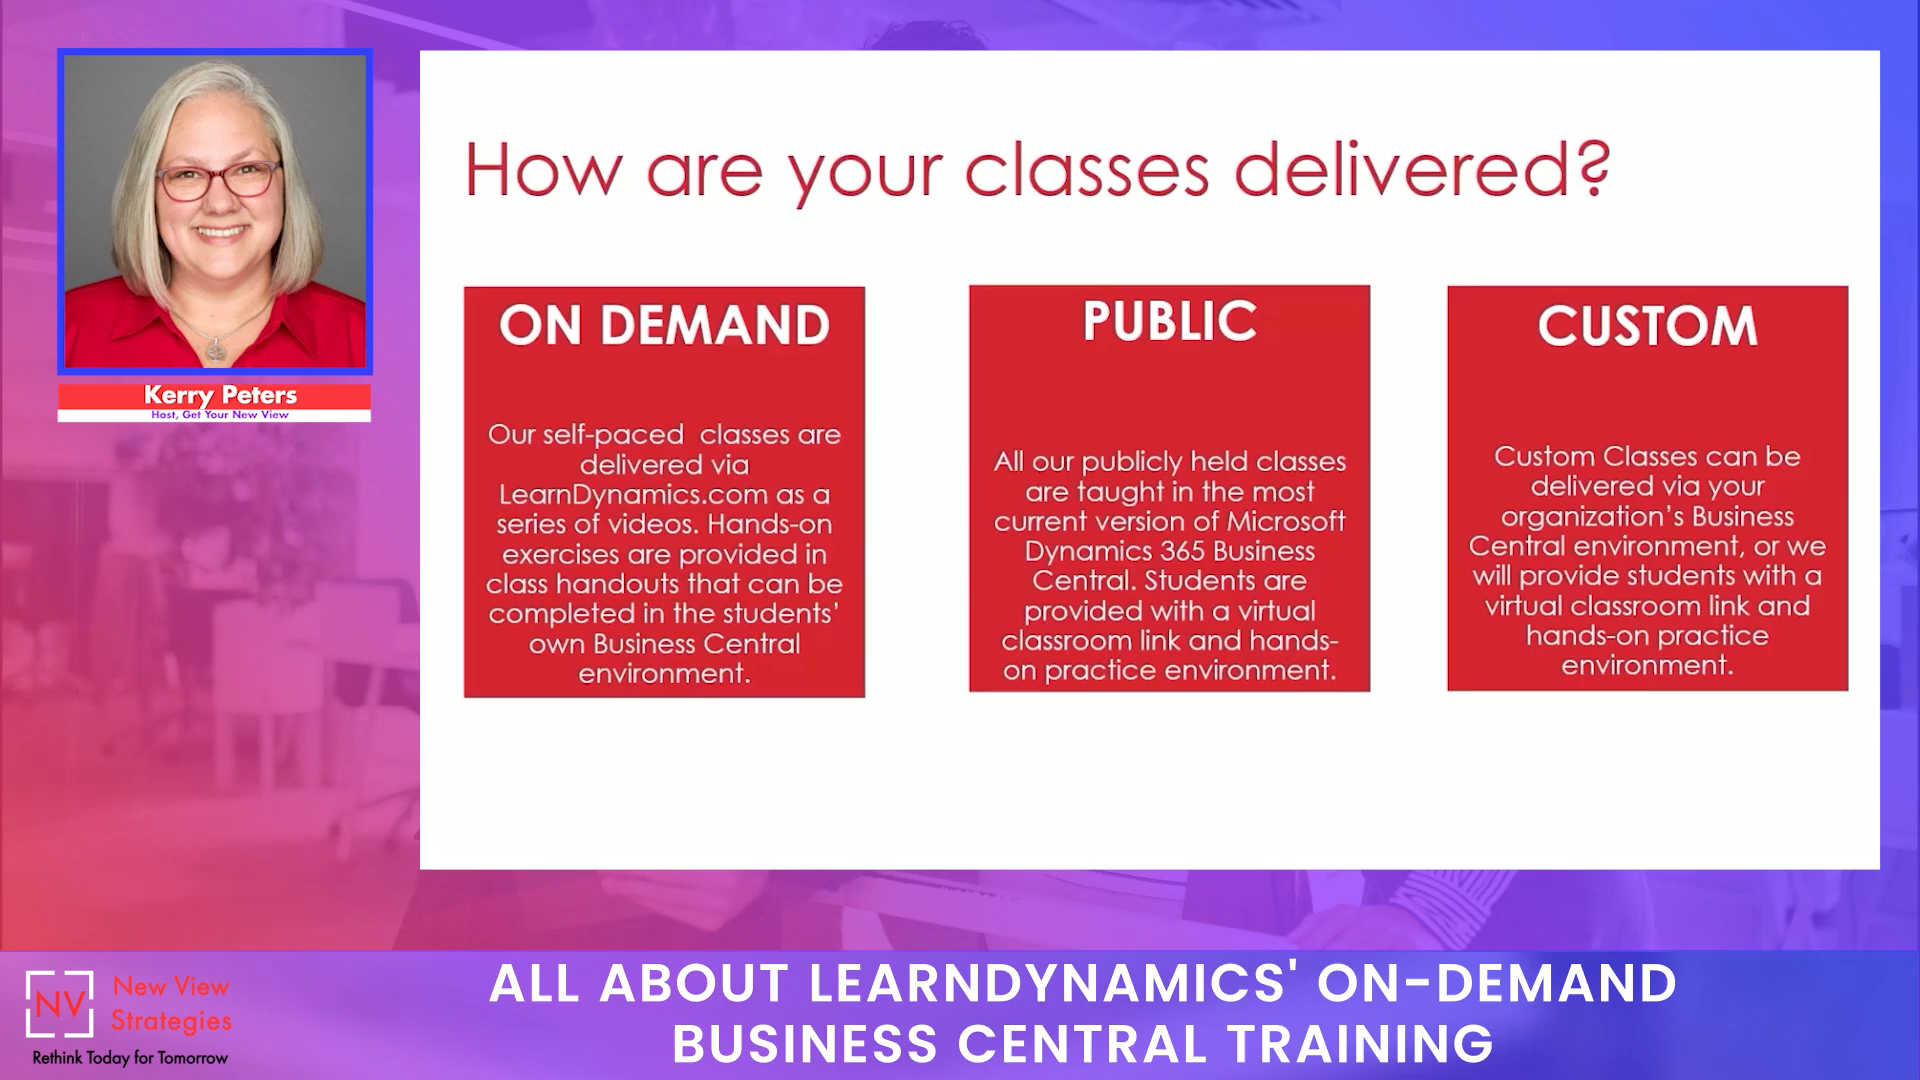 Kerry Peters
Host, Get Your New View
How are your classes delivered?
ON DEMAND
Our self-paced classes are
delivered via
LearnDynamics.com as a
series of videos. Hands-on
exercises are provided in
class handouts that can be
completed in the students'
own Business Central
environment.
PUBLIC
All our publicly held classes
are taught in the most
current version of Microsoft
Dynamics 365 Business
Central. Students are
provided with a virtual
classroom link and hands-
on practice environment.
CUSTOM
Custom Classes can be
delivered via your
organization's Business
Central environment, or we
will provide students with a
virtual classroom link and
hands-on practice
environment.
NV
New View
Strategies
Rethink Today for Tomorrow
ALL ABOUT LEARNDYNAMICS' ON-DEMAND
BUSINESS CENTRAL TRAINING